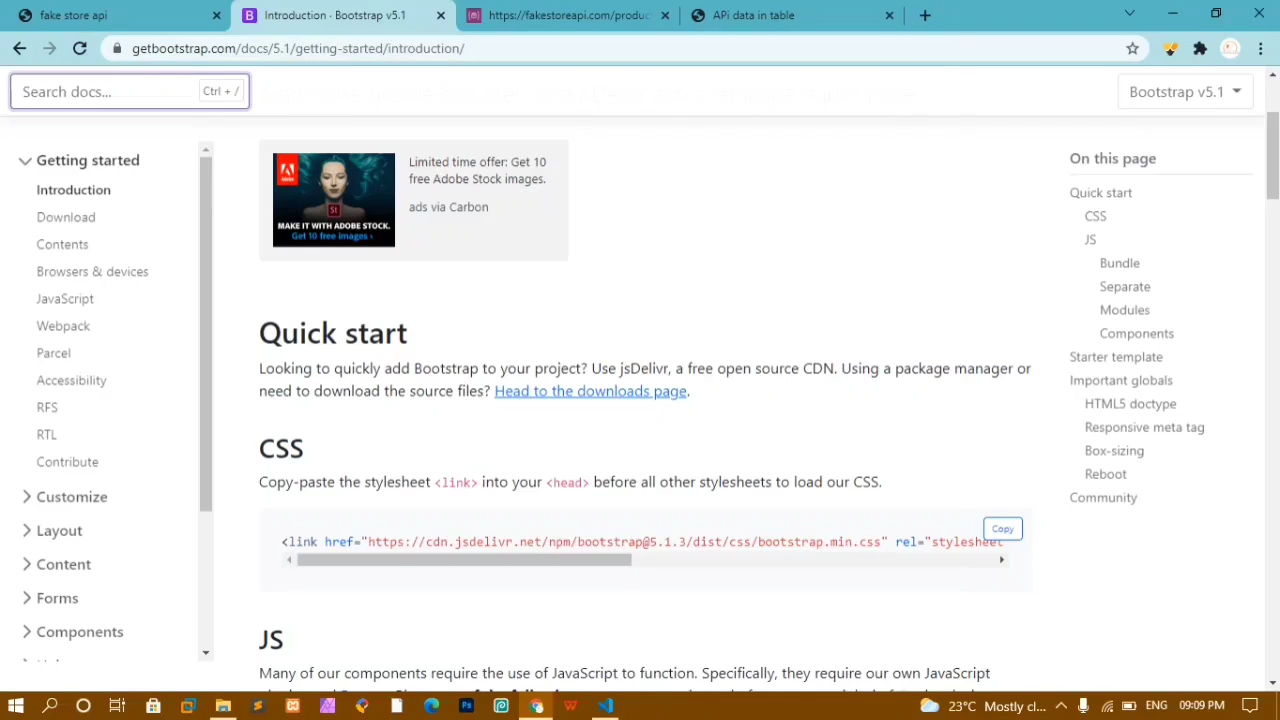 fake store api
Introduction · Bootstrap v5.1
https://fakestoreapi.com/produc
APi data in table
getbootstrap.com/docs/5.1/getting-started/introduction/
Search docs...
Ctrl + /
Bootstrap v5.1
Getting started
Introduction
Download
Contents
Browsers & devices
JavaScript
Webpack
Parcel
Accessibility
RFS
RTL
Contribute
Customize
Layout
Content
Forms
Components
MAKE IT WITH ADOBE STOCK.
Get 10 free images ›
St
Limited time offer: Get 10
free Adobe Stock images.
ads via Carbon
Quick start
Looking to quickly add Bootstrap to your project? Use jsDelivr, a free open source CDN. Using a package manager or
need to download the source files? Head to the downloads page.
CSS
Copy-paste the stylesheet <link> into your <head> before all other stylesheets to load our CSS.
Copy
<link href="https://cdn.jsdelivr.net/npm/bootstrap@5.1.3/dist/css/bootstrap.min.css" rel="stylesheet
JS
Many of our components require the use of JavaScript to function. Specifically, they require our own JavaScript
On this page
Quick start
CSS
JS
Bundle
Separate
Modules
Components
Starter template
Important globals
HTML5 doctype
Responsive meta tag
Box-sizing
Reboot
Community
23°C Mostly cl...
ENG
09:09 PM